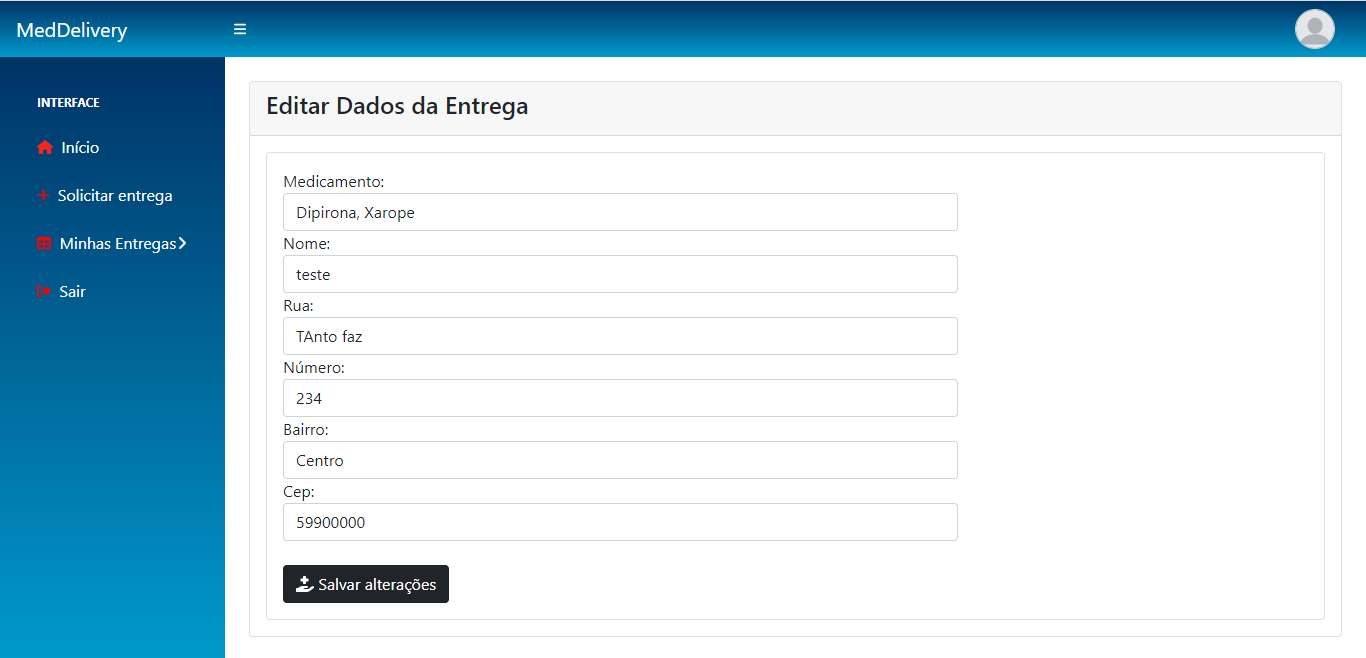 MedDelivery
INTERFACE
Início
Solicitar entrega
Minhas Entregas
Sair
Editar Dados da Entrega
Medicamento:
Dipirona, Xarope
Nome:
teste
Rua:
TAnto faz
Número:
234
Bairro:
Centro
Cep:
59900000
Salvar alterações